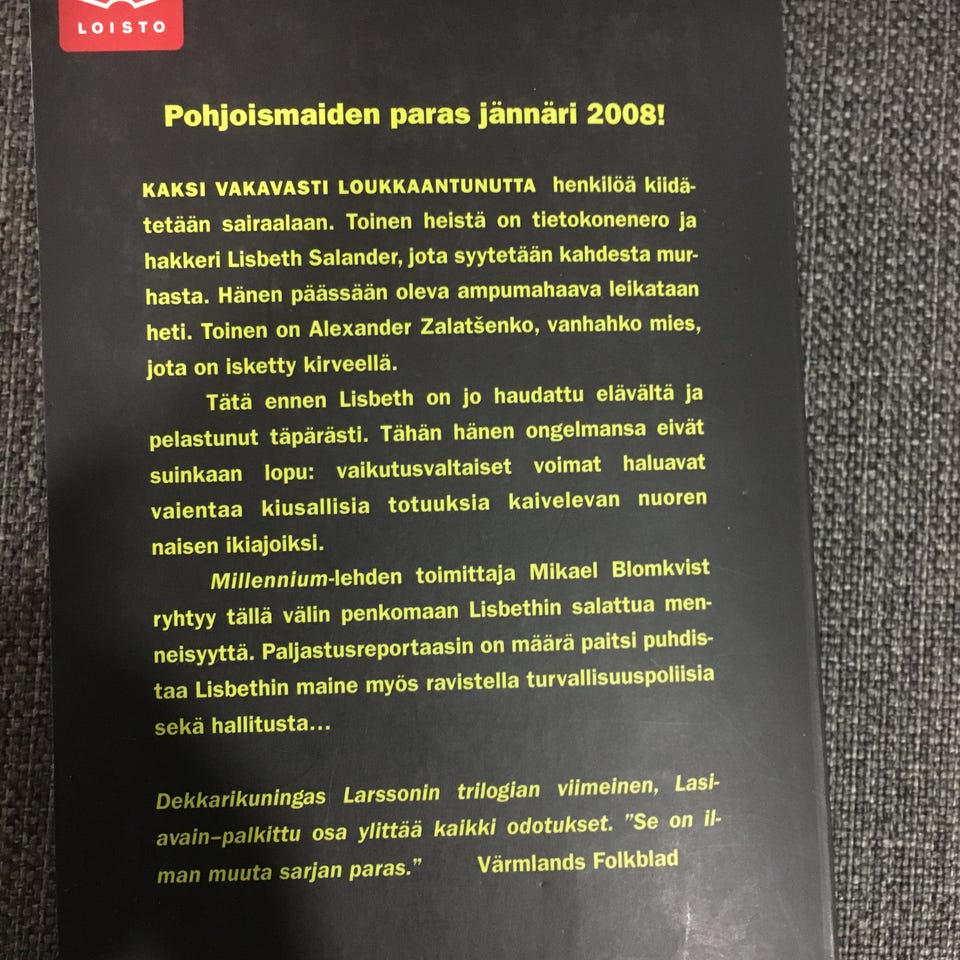 LOISTO
Pohjoismaiden paras jännäri 2008!
KAKSI VAKAVASTI LOUKKAANTUNUTTA henkilöä kiidä-
tetään sairaalaan. Toinen heistä on tietokonenero ja
hakkeri Lisbeth Salander, jota syytetään kahdesta mur-
hasta. Hänen päässään oleva ampumahaava leikataan
heti. Toinen on Alexander Zalatšenko, vanhahko mies,
jota on isketty kirveellä.
Tätä ennen Lisbeth on jo haudattu elävältä ja
pelastunut täpärästi. Tähän hänen ongelmansa eivät
suinkaan lopu: vaikutusvaltaiset voimat haluavat
vaientaa kiusallisia totuuksia kaivelevan nuoren
naisen ikiajoiksi.
Millennium-lehden toimittaja Mikael Blomkvist
ryhtyy tällä välin penkomaan Lisbethin salattua men-
neisyyttä. Paljastusreportaasin on määrä paitsi puhdis-
taa Lisbethin maine myös ravistella turvallisuuspoliisia
sekä hallitusta...
Dekkarikuningas Larssonin trilogian viimeinen, Lasi-
avain–palkittu osa ylittää kaikki odotukset. ”Se on il-
man muuta sarjan paras.” Värmlands Folkblad